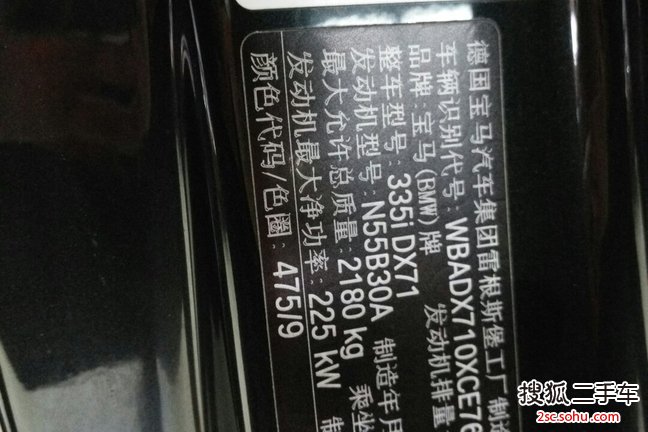 德国宝马汽车集团雷根斯堡工厂制造
车辆识别代号: WBADX710XCE76
品牌: 宝马(BMW)牌 发动机排量
整车型号: 335i DX71
发动机型号: N55B30A 制造年月
最大允许总质量: 2180 kg 乘坐
发动机最大净功率: 225 kW 制
颜色代码/色圈: 475/9
搜狐二手车
2sc.sohu.com